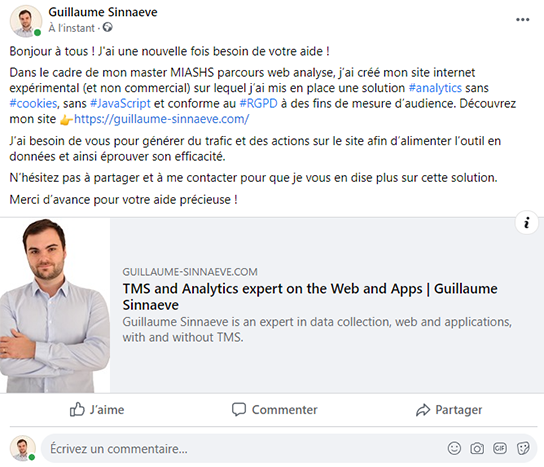 Guillaume Sinnaeve
À l'instant ·
Bonjour à tous ! J'ai une nouvelle fois besoin de votre aide !
Dans le cadre de mon master MIASHS parcours web analyse, j'ai créé mon site internet
expérimental (et non commercial) sur lequel j'ai mis en place une solution #analytics sans
#cookies, sans #JavaScript et conforme au #RGPD à des fins de mesure d'audience. Découvrez
mon site 👉https://guillaume-sinnaeve.com/
J'ai besoin de vous pour générer du trafic et des actions sur le site afin d'alimenter l'outil en
données et ainsi éprouver son efficacité.
N'hésitez pas à partager et à me contacter pour que je vous en dise plus sur cette solution.
Merci d'avance pour votre aide précieuse !
GUILLAUME-SINNAEVE.COM
TMS and Analytics expert on the Web and Apps | Guillaume
Sinnaeve
Guillaume Sinnaeve is an expert in data collection, web and applications,
with and without TMS.
J'aime Commenter Partager
Écrivez un commentaire...
GIF